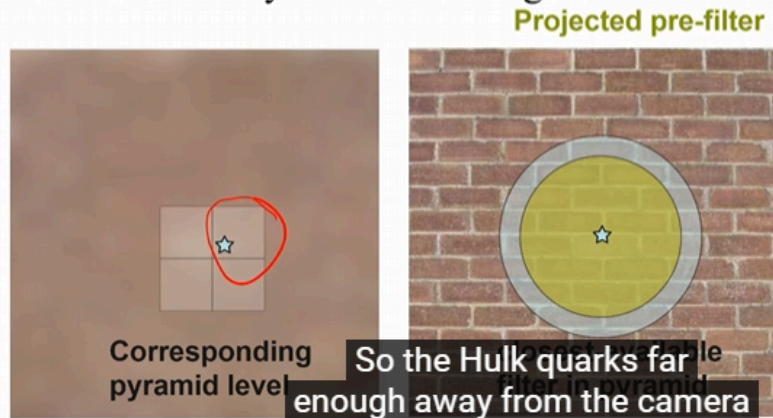 Projected pre-filter
Corresponding
pyramid level
So the Hulk quarks far
enough away from the camera